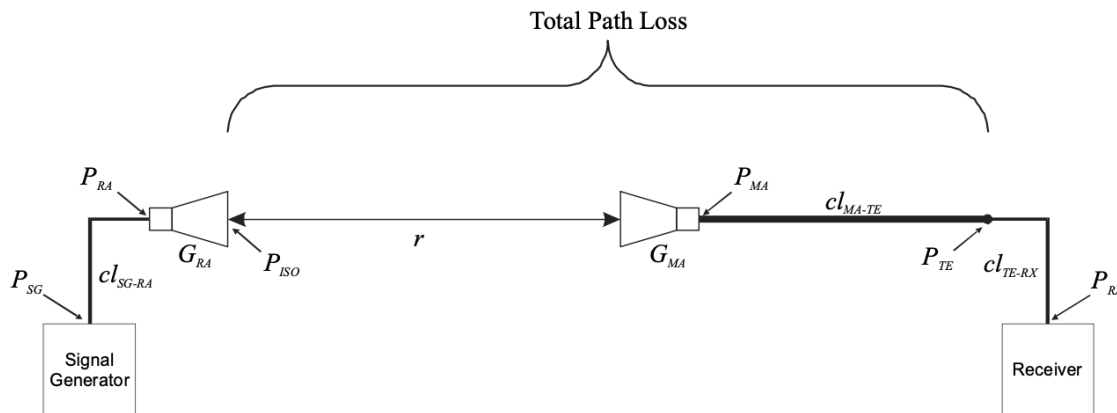 Total Path Loss
P_RA
P_MA
cl_MA-TE
r
G_RA
P_ISO
G_MA
P_TE
P_SG
cl_SG-RA
cl_TE-RX
Signal
Generator
Receiver